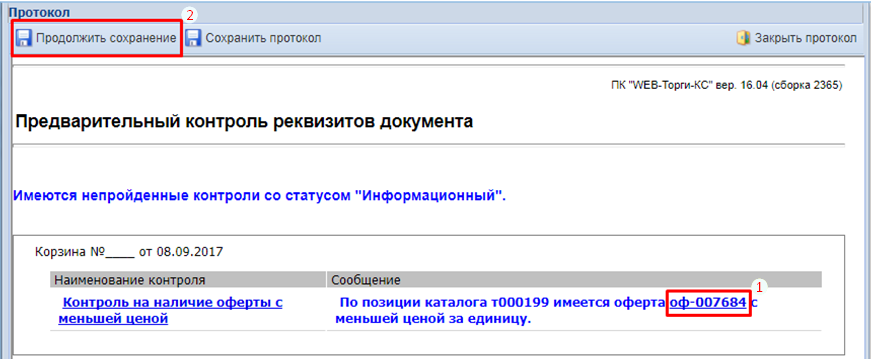 Протокол
2
Продолжить сохранение Сохранить протокол Закрыть протокол
ПК "WEB-Торги-КС" вер. 16.04 (сборка 2365)
Предварительный контроль реквизитов документа
Имеются непройденные контроли со статусом "Информационный".
Корзина №____ от 08.09.2017
Наименование контроля Сообщение
1
Контроль на наличие оферты с По позиции каталога т000199 имеется оферта оф-007684 с
меньшей ценой меньшей ценой за единицу.